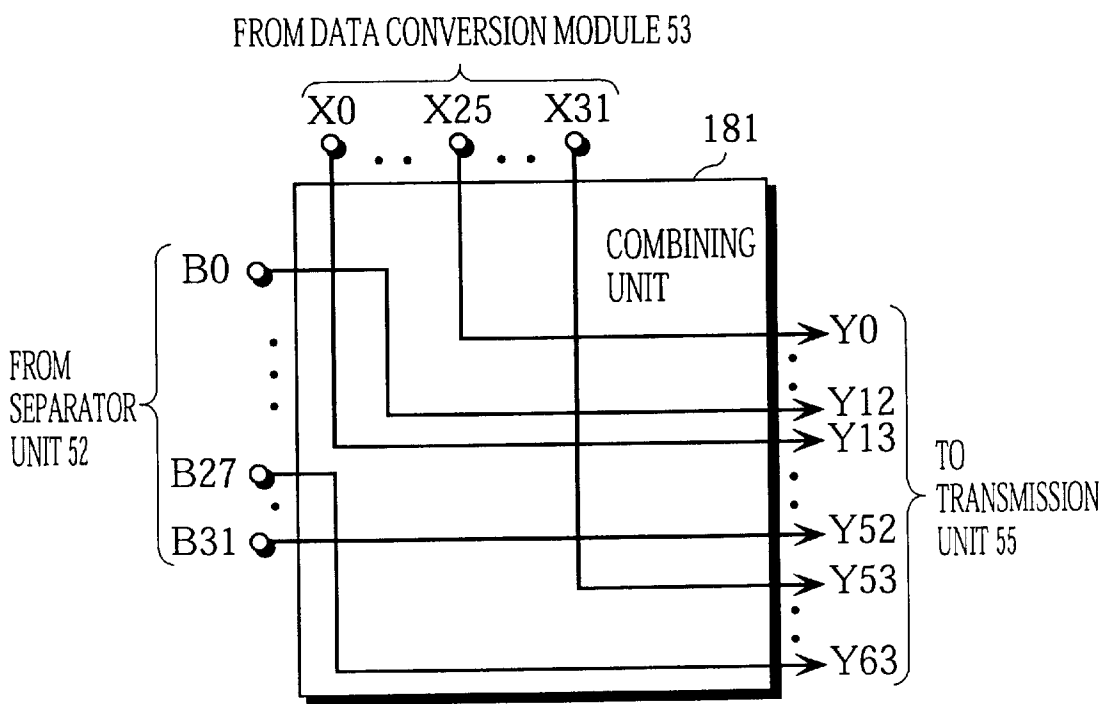 FROM DATA CONVERSION MODULE 53
X0 X25 X31
181
COMBINING
UNIT
B0
B27
B31
FROM
SEPARATOR
UNIT 52
Y0
Y12
Y13
Y52
Y53
Y63
TO
TRANSMISSION
UNIT 55